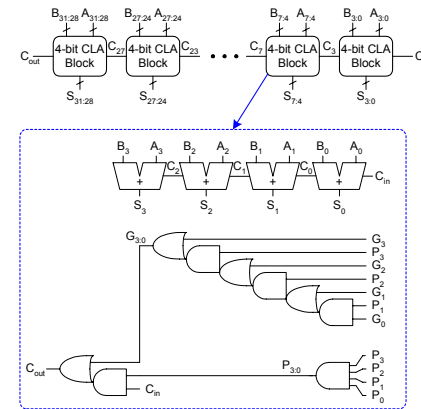 B31:28 A31:28 B27:24 A27:24 B7:4 A7:4 B3:0 A3:0
Cout 4-bit CLA Block C27 4-bit CLA Block C23 C7 4-bit CLA Block C3 4-bit CLA Block C
S31:28 S27:24 S7:4 S3:0
B3 A3 B2 A2 B1 A1 B0 A0
+ C2 + C1 + C0 + Cin
S3 S2 S1 S0
G3:0
G3
P3
G2
P2
G1
P1
G0
Cout
Cin
P3:0
P3
P2
P1
P0